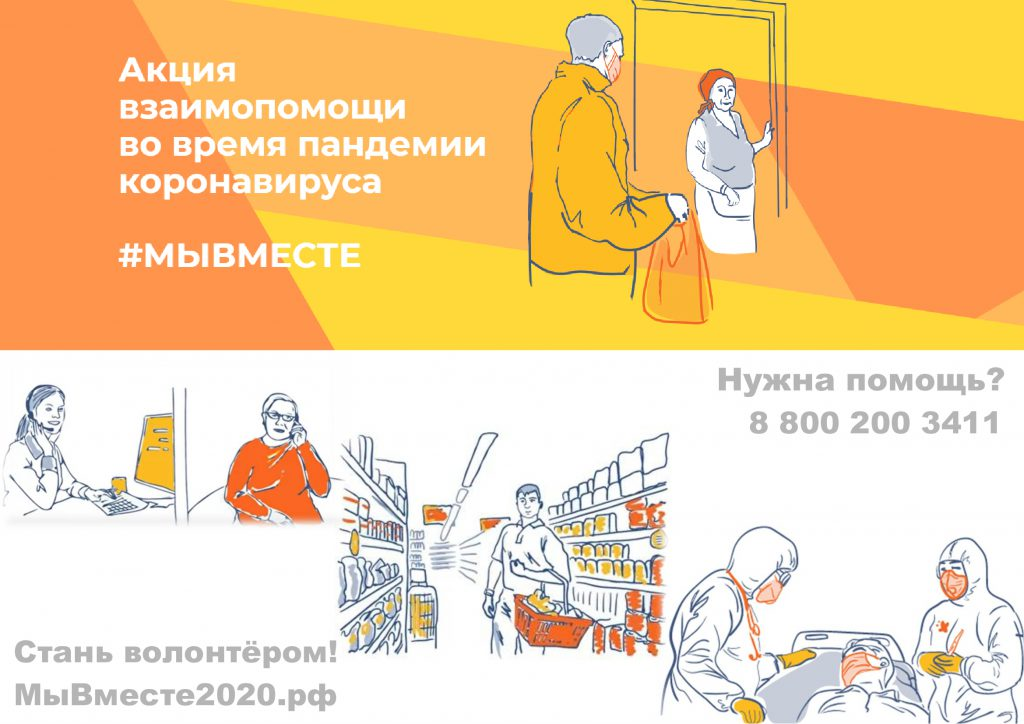 Акция
взаимопомощи
во время пандемии
коронавируса
#МЫВМЕСТЕ
Нужна помощь?
8 800 200 3411
Стань волонтёром!
МыВместе2020.рф